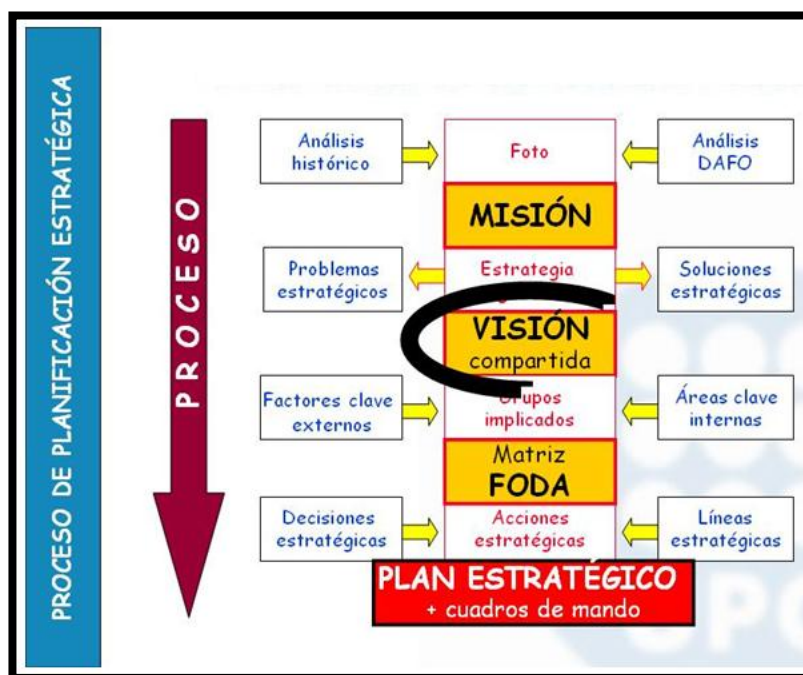 PROCESO DE PLANIFICACIÓN ESTRATÉGICA
PROCESO
Análisis
histórico
Foto
Análisis
DAFO
MISIÓN
Problemas
estratégicos
Estrategia
Soluciones
estratégicas
VISIÓN
compartida
Factores clave
externos
Grupos
implicados
Áreas clave
internas
Matriz
FODA
Decisiones
estratégicas
Acciones
estratégicas
Líneas
estratégicas
PLAN ESTRATÉGICO
+ cuadros de mando